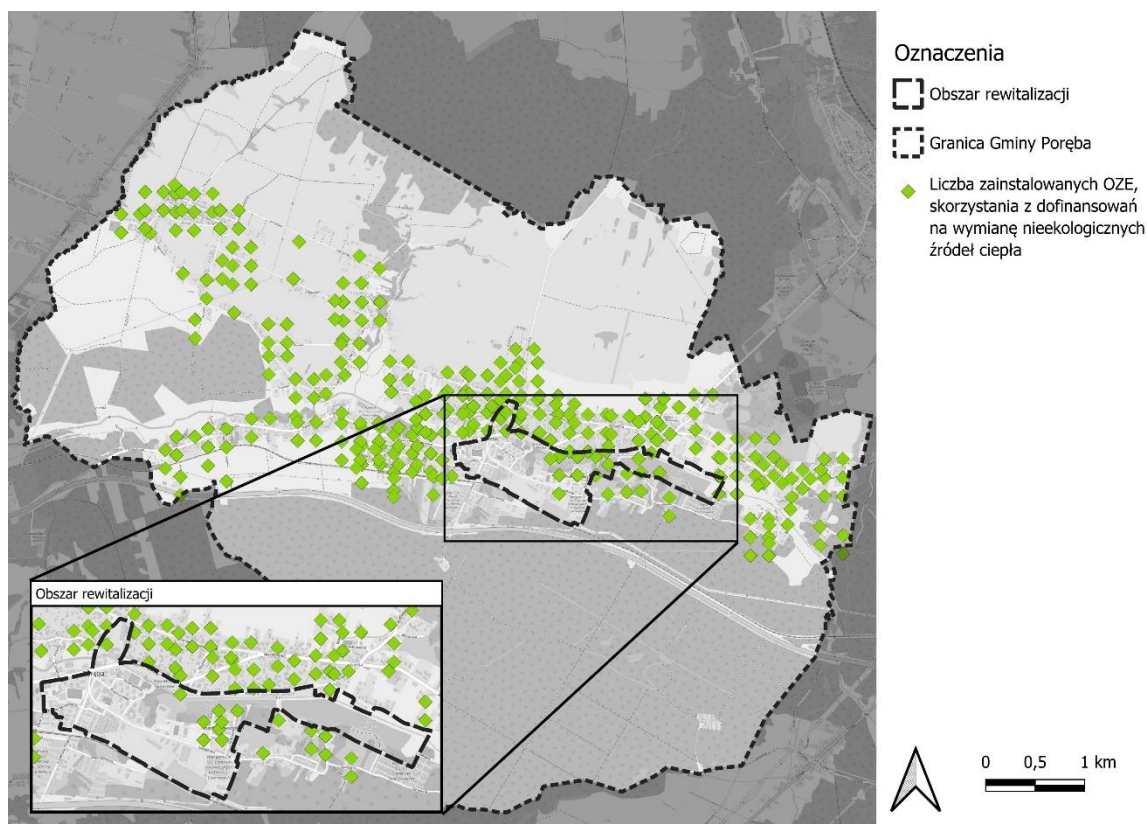 Oznaczenia
Obszar rewitalizacji
Granica Gminy Poręba
Liczba zainstalowanych OZE,
skorzystania z dofinansowań
na wymianę nieekologicznych
źródeł ciepła
Obszar rewitalizacji
0 0,5 1 km